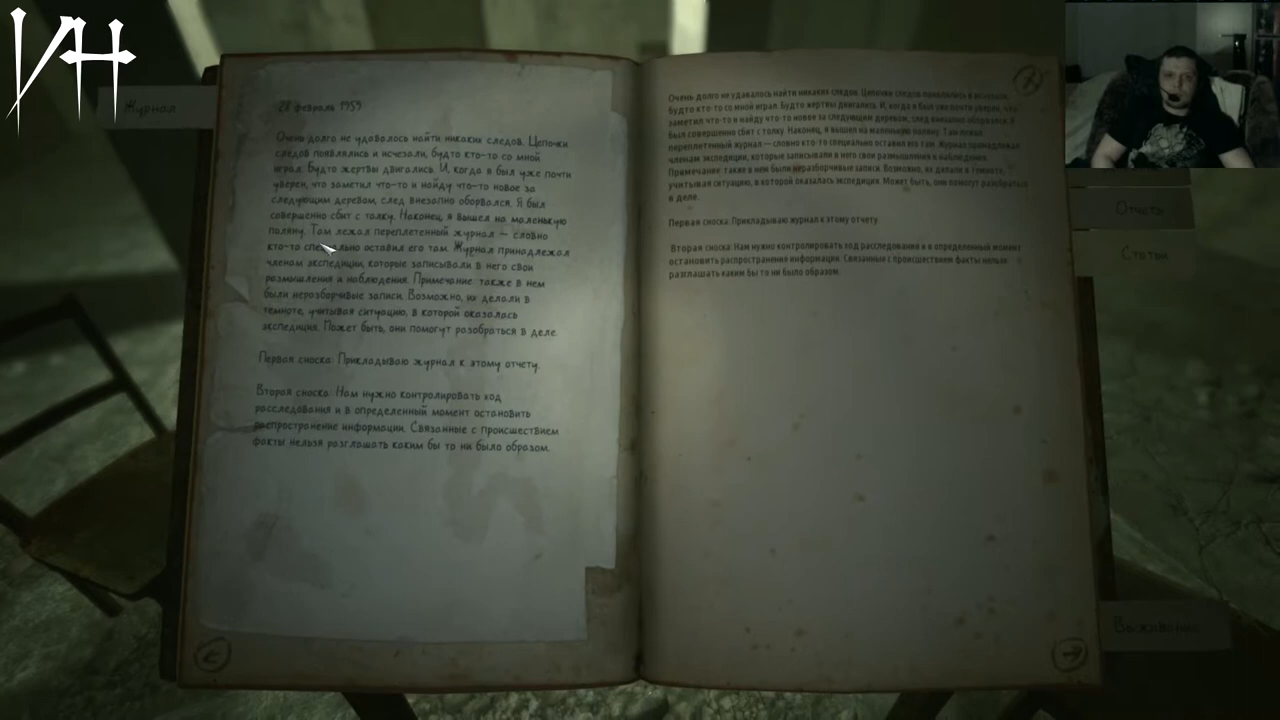 VH
Журнал
28 февраль 1959
Очень долго не удавалось найти никаких следов. Цепочки
следов появлялись и исчезали, будто кто-то со мной
играл. Будто жертвы двигались. И, когда я был уже почти
уверен, что заметил что-то и найду что-то новое за
следующим деревом, след внезапно оборвался. Я был
совершенно сбит с толку. Наконец, я вышел на маленькую
поляну. Там лежал переплетенный журнал — словно
кто-то специально оставил его там. Журнал принадлежал
членам экспедиции, которые записывали в него свои
размышления и наблюдения. Примечание: также в нем
были неразборчивые записи. Возможно, их делали в
темноте, учитывая ситуацию, в которой оказалась
экспедиция. Может быть, они помогут разобраться в деле.
Первая сноска: Прикладываю журнал к этому отчету.
Вторая сноска: Нам нужно контролировать ход
расследования и в определенный момент остановить
распространение информации. Связанные с происшествием
факты нельзя разглашать каким бы то ни было образом.
Очень долго не удавалось найти никаких следов. Цепочки следов появлялись и исчезали,
будто кто-то со мной играл. Будто жертвы двигались. И, когда я был уже почти уверен, что
заметил что-то и найду что-то новое за следующим деревом, след внезапно оборвался. Я
был совершенно сбит с толку. Наконец, я вышел на маленькую поляну. Там лежал
переплетенный журнал — словно кто-то специально оставил его там. Журнал принадлежал
членам экспедиции, которые записывали в него свои размышления и наблюдения.
Примечание: также в нем были неразборчивые записи. Возможно, их делали в темноте,
учитывая ситуацию, в которой оказалась экспедиция. Может быть, они помогут разобраться
в деле.
Первая сноска: Прикладываю журнал к этому отчету.
Вторая сноска: Нам нужно контролировать ход расследования и в определенный момент
остановить распространение информации. Связанные с происшествием факты нельзя
разглашать каким бы то ни было образом.
Отчеты
Статьи
Выживание